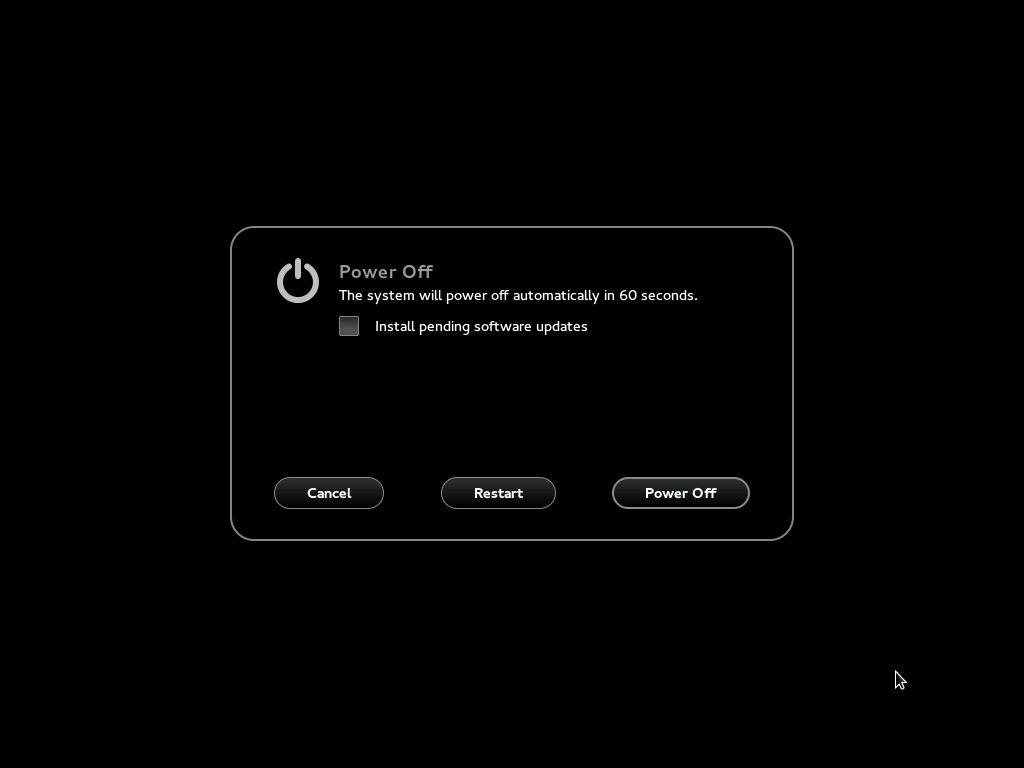 Power Off
The system will power off automatically in 60 seconds.
Install pending software updates
Cancel Restart Power Off